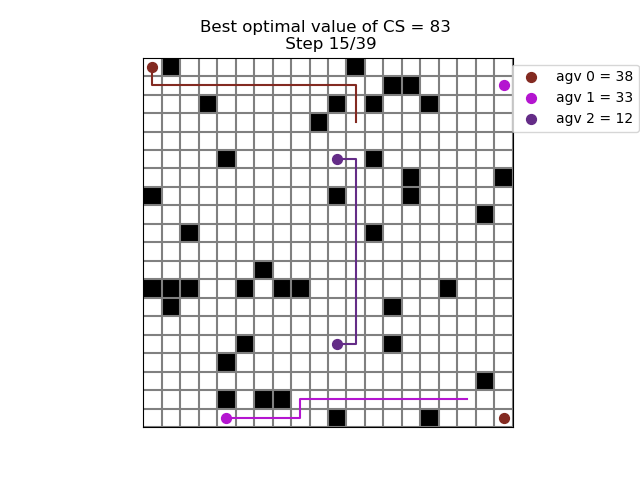 Best optimal value of CS = 83
Step 15/39
agv 0 = 38
agv 1 = 33
agv 2 = 12